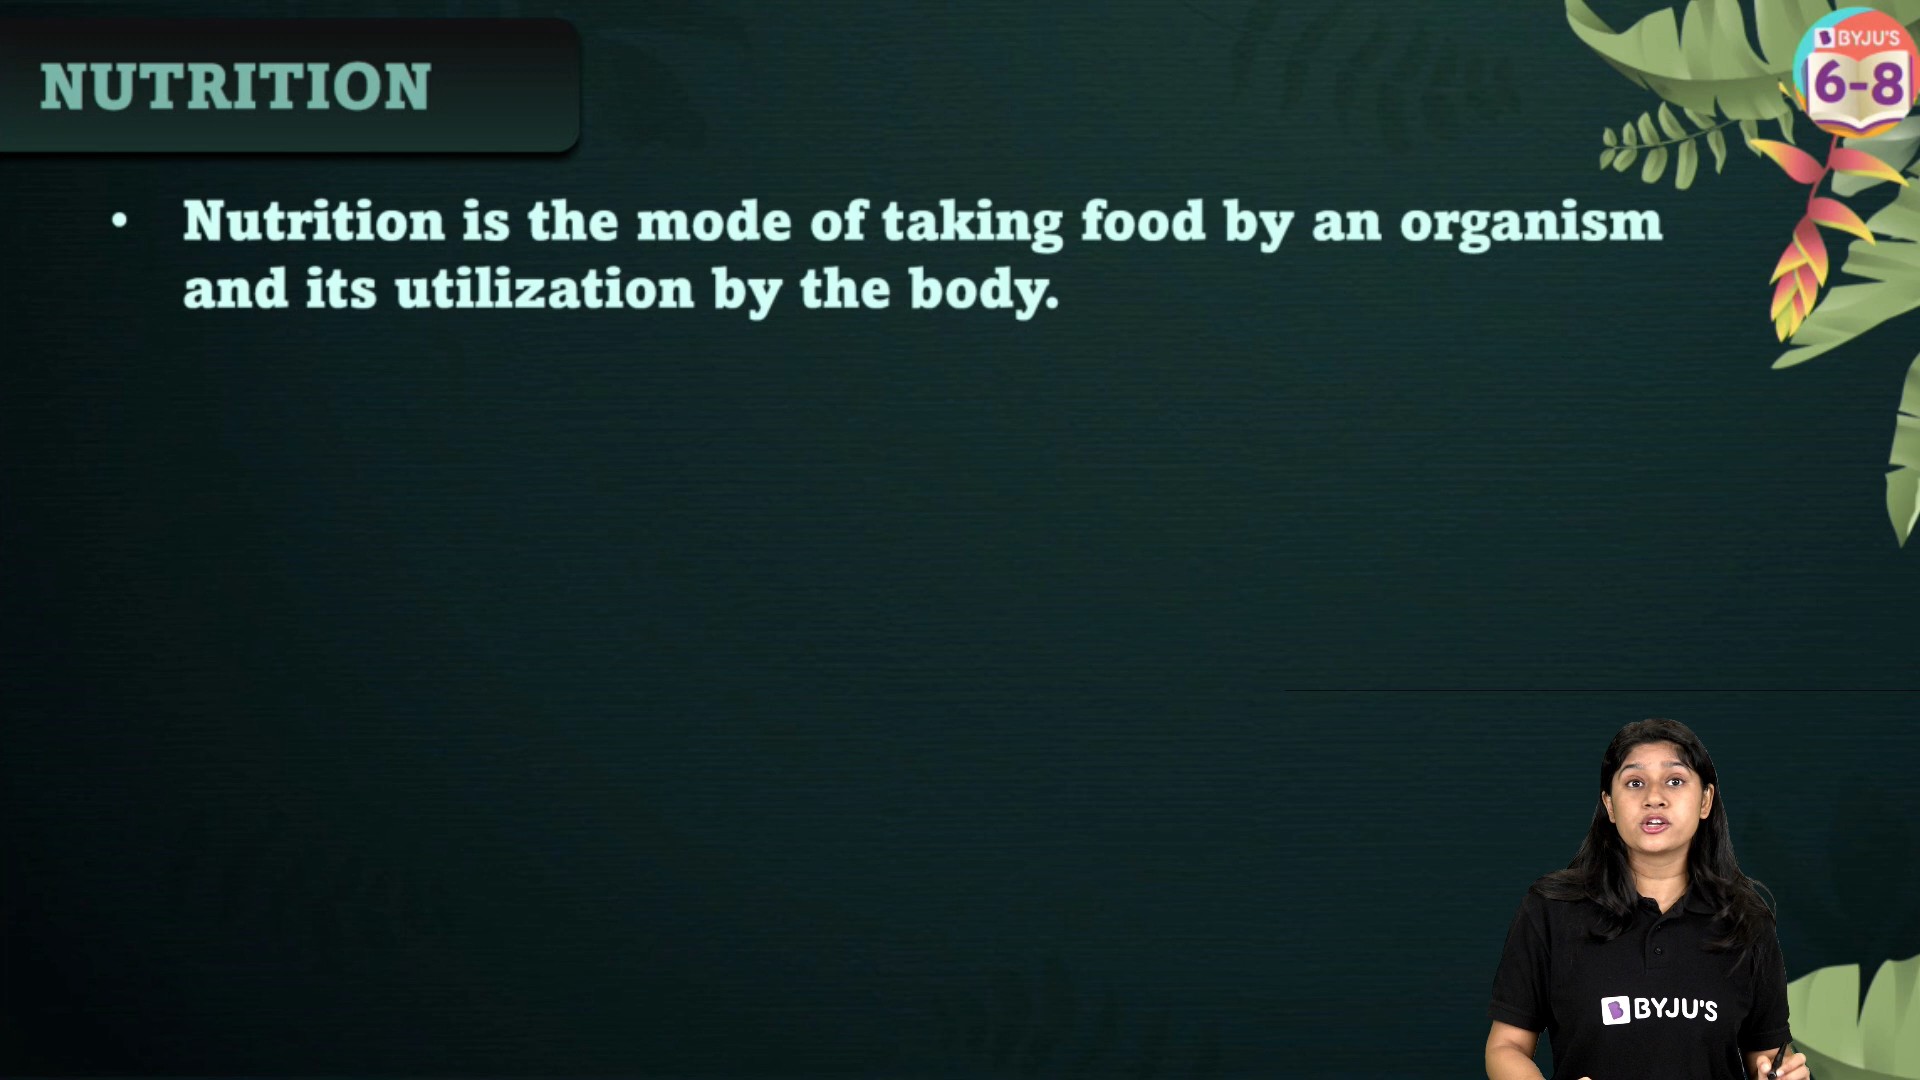 NUTRITION
BYJU'S
6-8
• Nutrition is the mode of taking food by an organism
and its utilization by the body.
BYJU'S